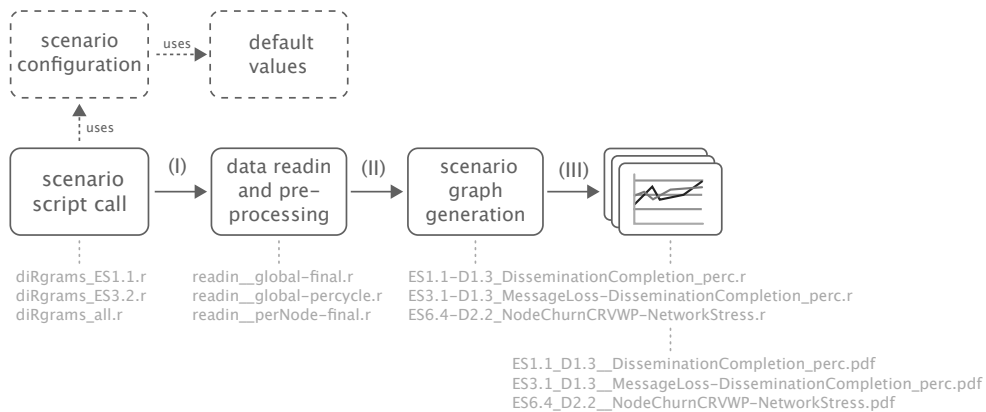 scenario
configuration
uses
default
values
uses
scenario
script call
(I)
data readin
and pre-
processing
(II)
scenario
graph
generation
(III)
diRgrams_ES1.1.r
diRgrams_ES3.2.r
diRgrams_all.r
readin__global-final.r
readin__global-percycle.r
readin__perNode-final.r
ES1.1-D1.3_DisseminationCompletion_perc.r
ES3.1-D1.3_MessageLoss-DisseminationCompletion_perc.r
ES6.4-D2.2_NodeChurnCRVWP-NetworkStress.r
ES1.1_D1.3__DisseminationCompletion_perc.pdf
ES3.1_D1.3__MessageLoss-DisseminationCompletion_perc.pdf
ES6.4_D2.2__NodeChurnCRVWP-NetworkStress.pdf